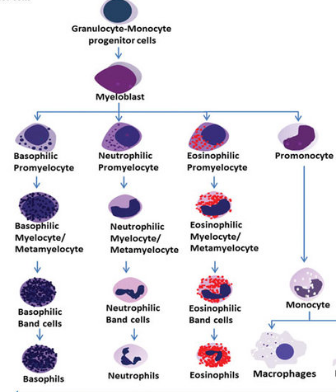 Granulocyte-Monocyte
progenitor cells
Myeloblast
Basophilic
Promyelocyte
Neutrophilic
Promyelocyte
Eosinophilic
Promyelocyte
Promonocyte
Basophilic
Myelocyte/
Metamyelocyte
Neutrophilic
Myelocyte/
Metamyelocyte
Eosinophilic
Myelocyte/
Metamyelocyte
Basophilic
Band cells
Neutrophilic
Band cells
Eosinophilic
Band cells
Monocyte
Basophils
Neutrophils
Eosinophils
Macrophages